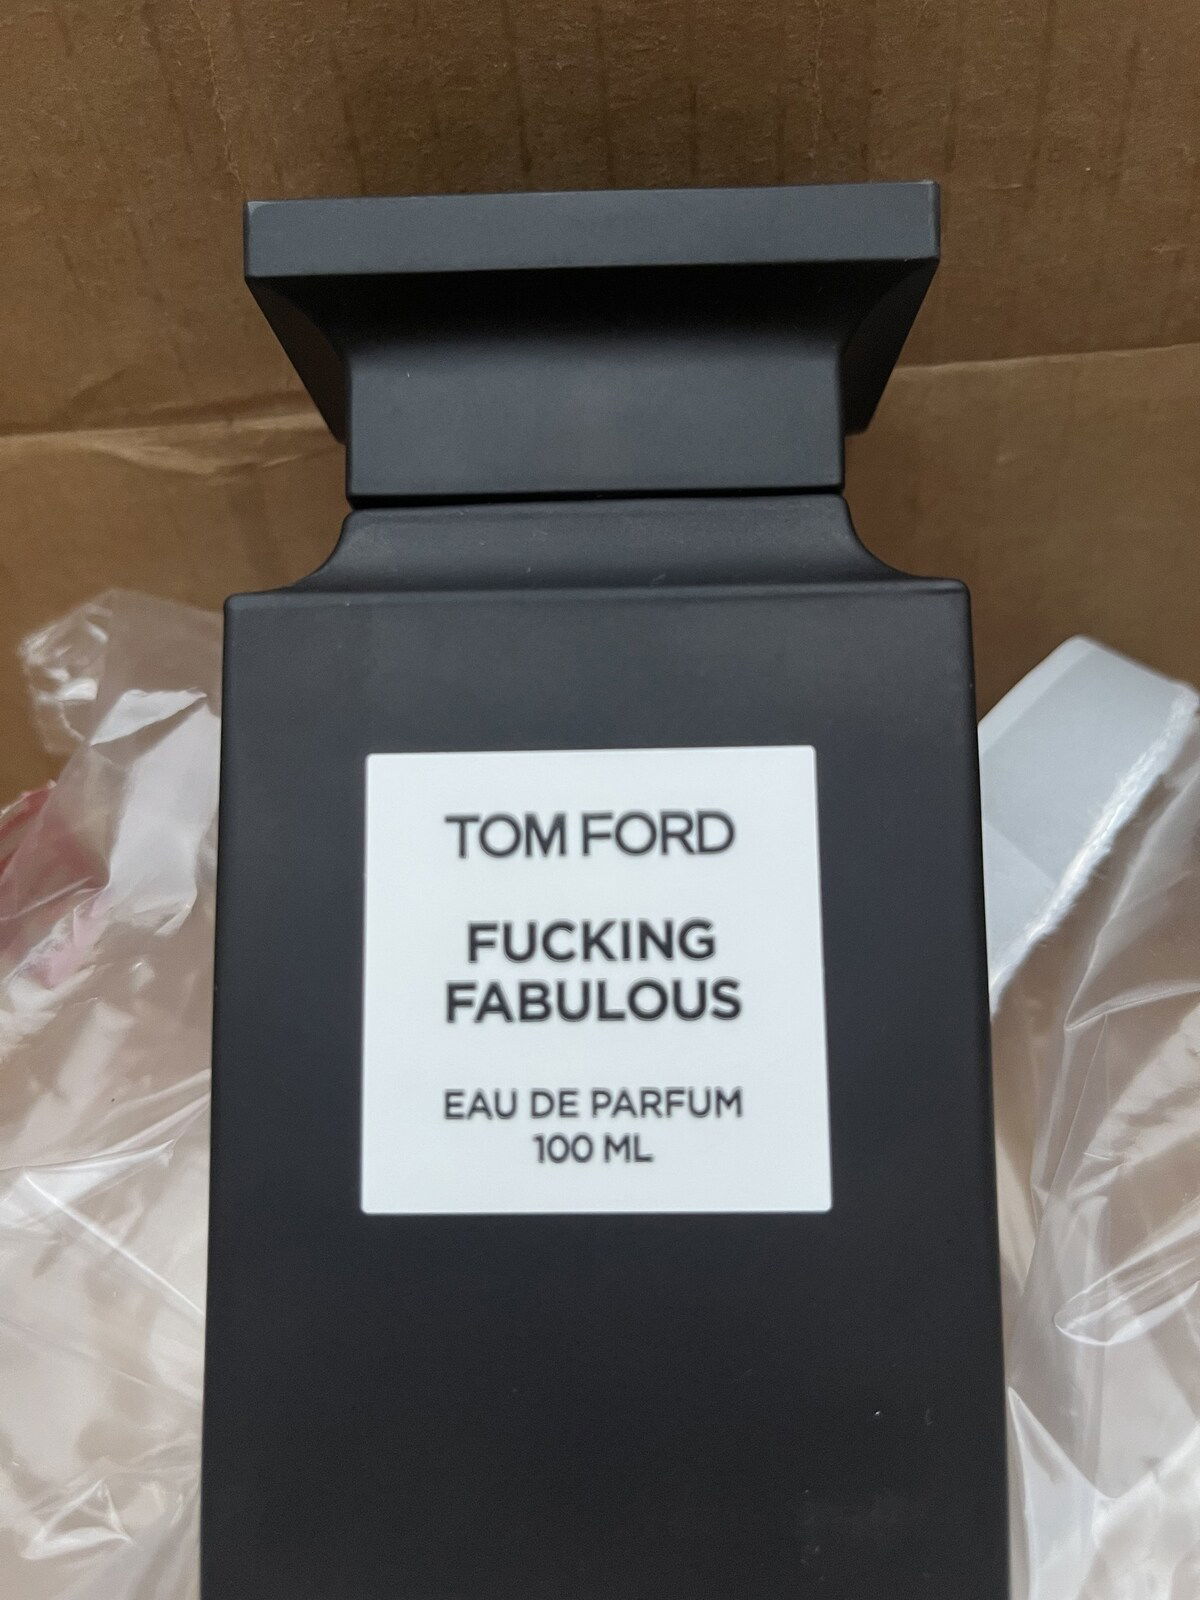 TOM FORD
FUCKING
FABULOUS
EAU DE PARFUM
100 ML